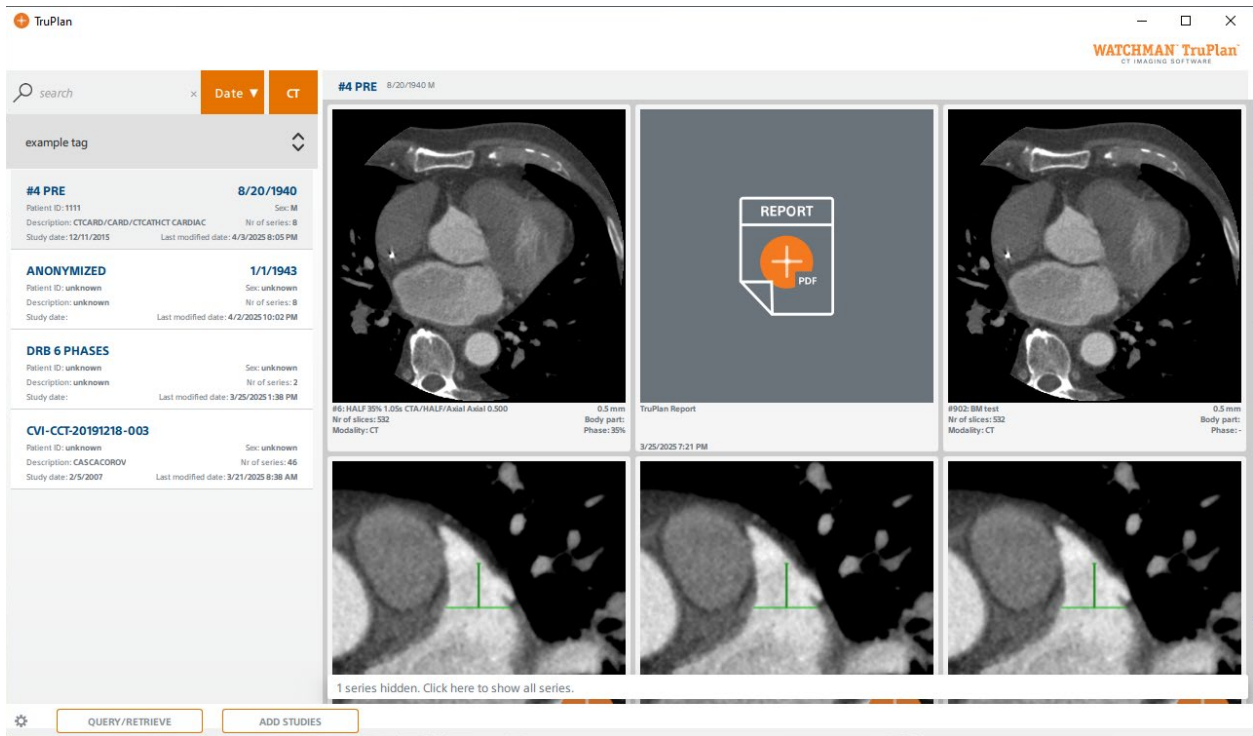 TruPlan
WATCHMAN™ TruPlan™
CT IMAGING SOFTWARE
search × Date ▼ CT
example tag
#4 PRE 8/20/1940
Patient ID: 1111 Sex: M
Description: CTCARD/CARD/CTCATHCT CARDIAC Nr of series: 8
Study date: 12/11/2015 Last modified date: 4/3/2025 8:05 PM
ANONYMIZED 1/1/1943
Patient ID: unknown Sex: unknown
Description: unknown Nr of series: 8
Study date: Last modified date: 4/2/2025 10:02 PM
DRB 6 PHASES
Patient ID: unknown Sex: unknown
Description: unknown Nr of series: 2
Study date: Last modified date: 3/25/2025 1:38 PM
CVI-CCT-20191218-003
Patient ID: unknown Sex: unknown
Description: CASCACOROV Nr of series: 46
Study date: 2/5/2007 Last modified date: 3/21/2025 8:38 AM
#4 PRE 8/20/1940 M
#6: HALF 35% 1.05s CTA/HALF/Axial Axial 0.500 0.5 mm
Nr of slices: 532 Body part:
Modality: CT Phase: 35%
REPORT
PDF
TruPlan Report
3/25/2025 7:21 PM
#902: BM test 0.5 mm
Nr of slices: 532 Body part:
Modality: CT Phase: -
1 series hidden. Click here to show all series.
QUERY/RETRIEVE ADD STUDIES